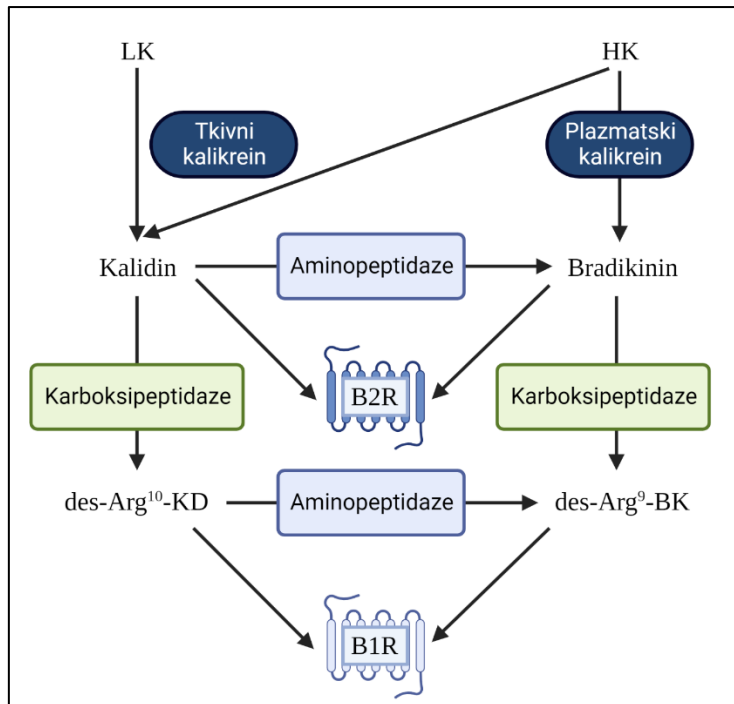 LK
HK
Tkivni
kalikrein
Plazmatski
kalikrein
Kalidin
Aminopeptidaze
Bradikinin
Karboksipeptidaze
B2R
Karboksipeptidaze
des-Arg¹⁰-KD
Aminopeptidaze
des-Arg⁹-BK
B1R